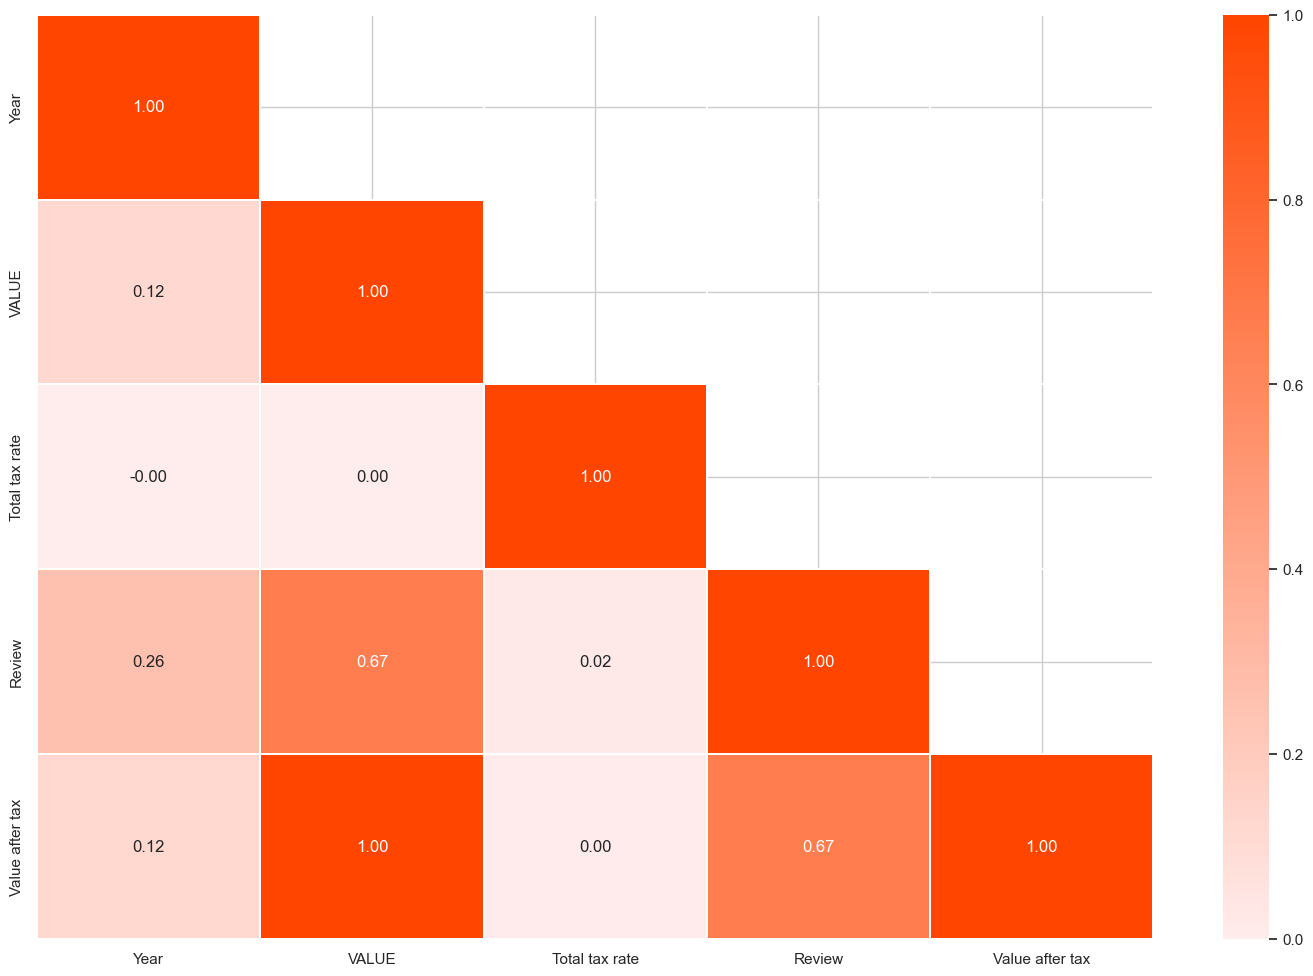 Year
1.00
VALUE
0.12
1.00
Total tax rate
-0.00
0.00
1.00
Review
0.26
0.67
0.02
1.00
Value after tax
0.12
1.00
0.00
0.67
1.00
Year
VALUE
Total tax rate
Review
Value after tax
1.0
0.8
0.6
0.4
0.2
0.0